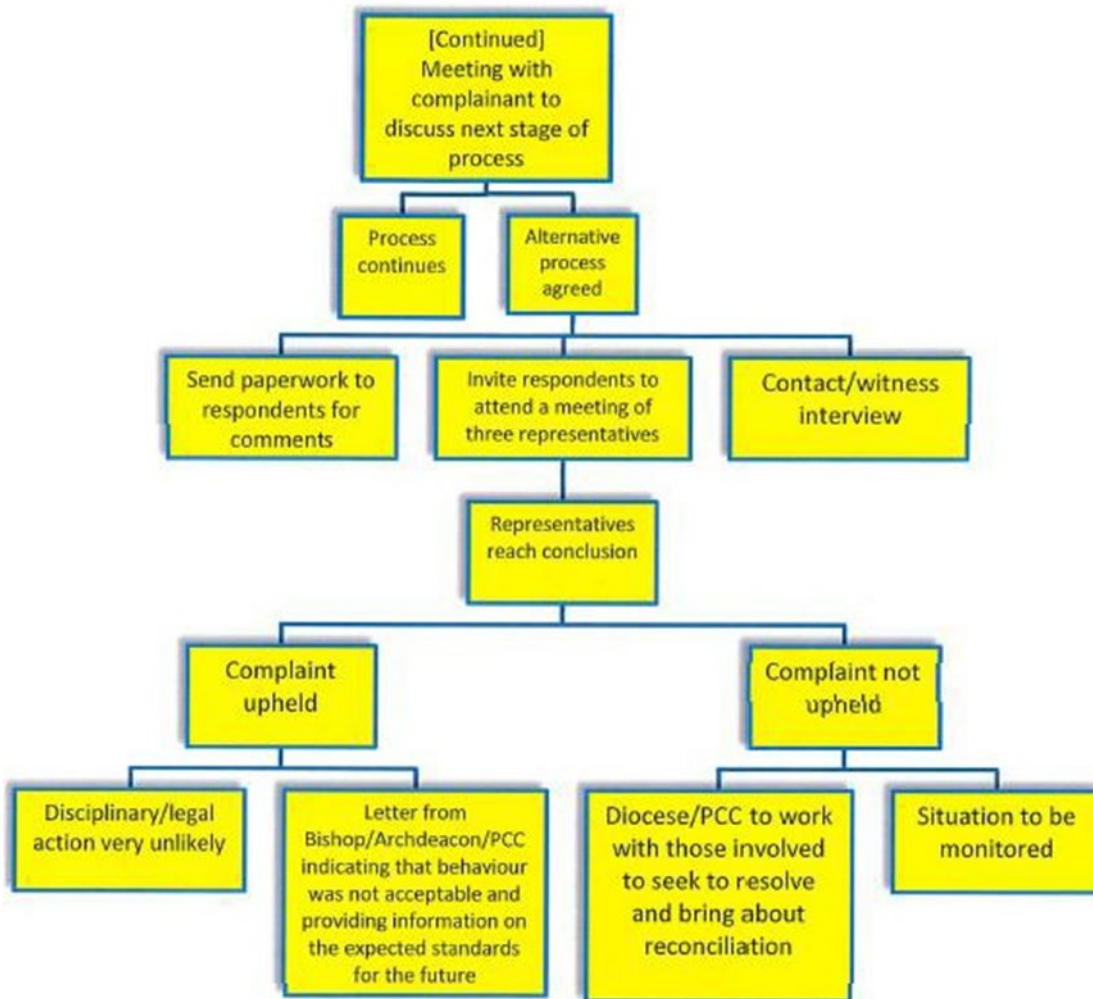 [Continued]
Meeting with
complainant to
discuss next stage of
process
Process
continues
Alternative
process
agreed
Send paperwork to
respondents for
comments
Invite respondents to
attend a meeting of
three representatives
Contact/witness
interview
Representatives
reach conclusion
Complaint
upheld
Complaint not
upheld
Disciplinary/legal
action very unlikely
Letter from
Bishop/Archdeacon/PCC
indicating that behaviour
was not acceptable and
providing information on
the expected standards
for the future
Diocese/PCC to work
with those involved
to seek to resolve
and bring about
reconciliation
Situation to be
monitored